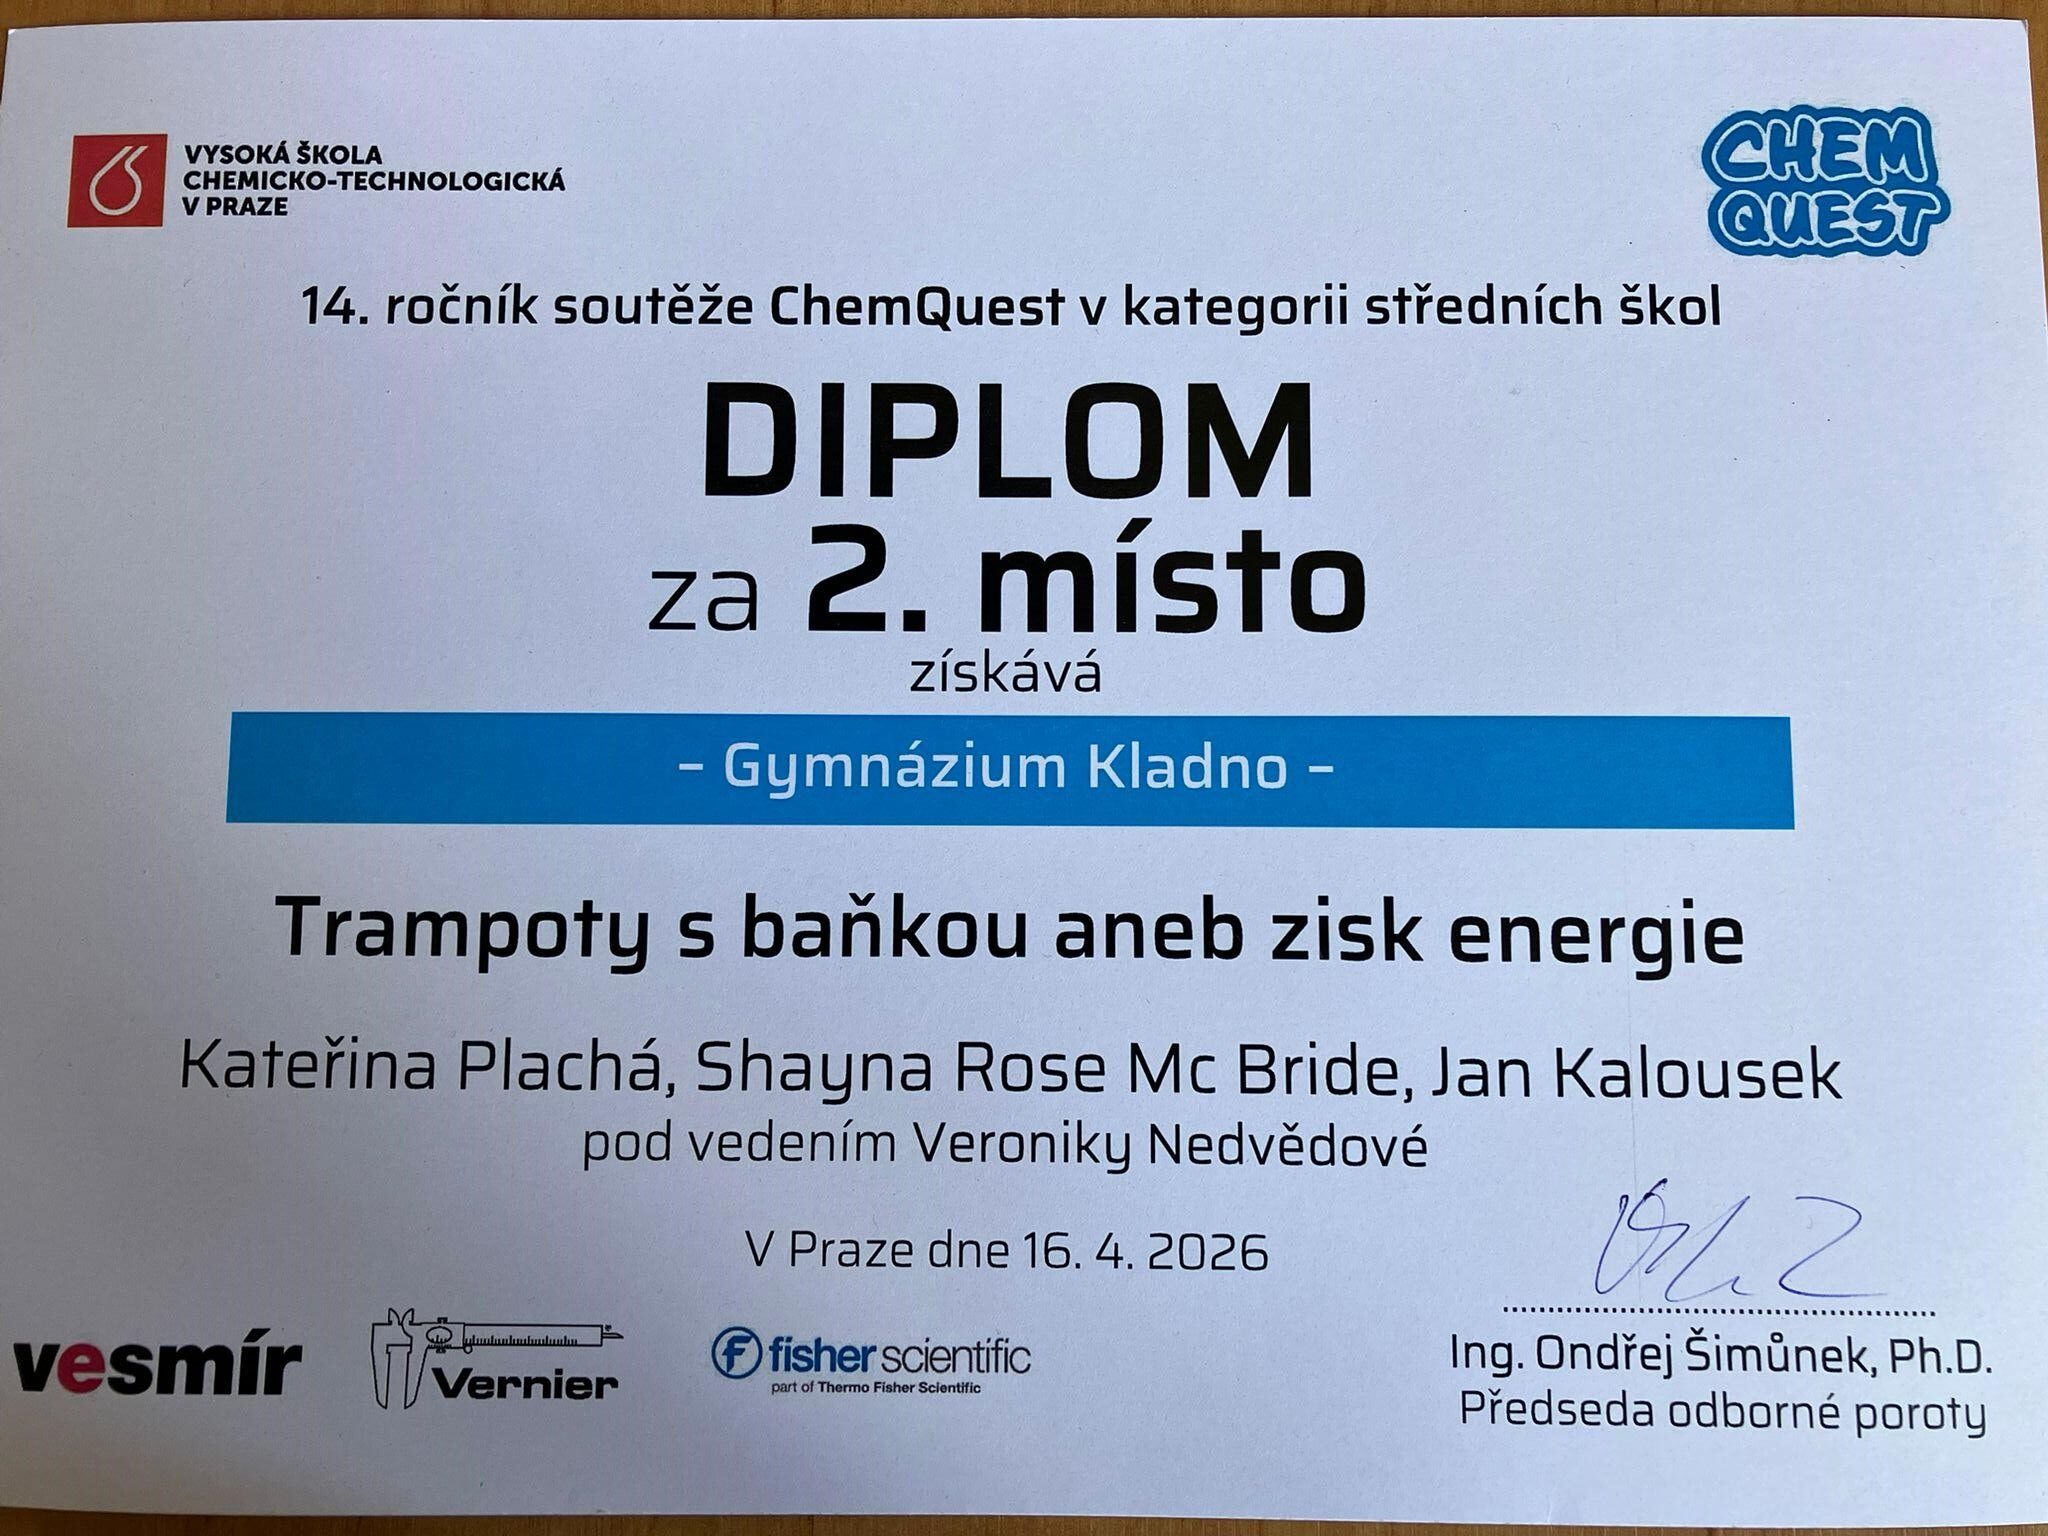 VYSOKÁ ŠKOLA
CHEMICKO-TECHNOLOGICKÁ
V PRAZE
CHEM
QUEST
14. ročník soutěže ChemQuest v kategorii středních škol
DIPLOM
za 2. místo
získává
– Gymnázium Kladno –
Trampoty s baňkou aneb zisk energie
Kateřina Plachá, Shayna Rose Mc Bride, Jan Kalousek
pod vedením Veroniky Nedvědové
V Praze dne 16. 4. 2026
Ing. Ondřej Šimůnek, Ph.D.
Předseda odborné poroty
vesmír
Vernier
fisher scientific
part of Thermo Fisher Scientific